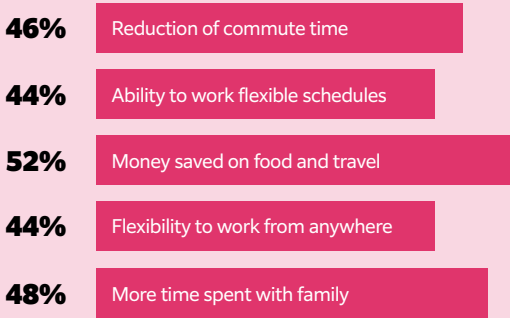 46% Reduction of commute time
44% Ability to work flexible schedules
52% Money saved on food and travel
44% Flexibility to work from anywhere
48% More time spent with family